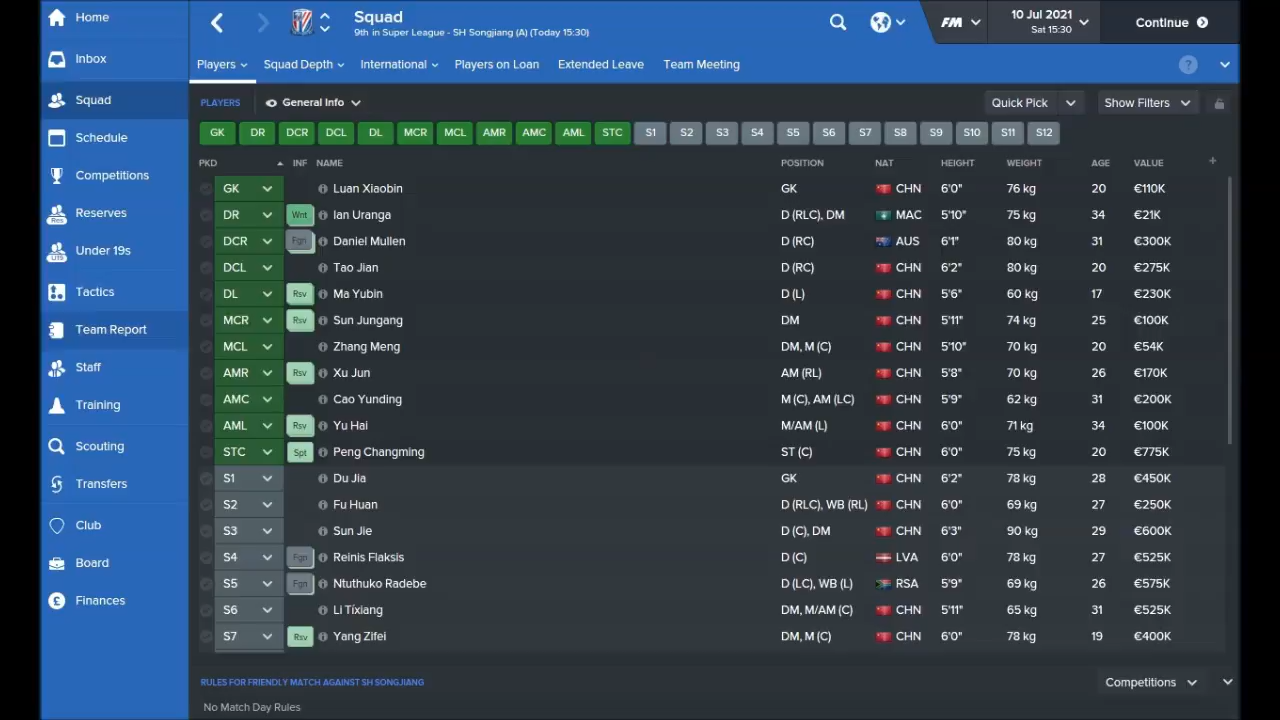 Home
Inbox
Squad
Schedule
Competitions
Reserves
Under 19s
Tactics
Team Report
Staff
Training
Scouting
Transfers
Club
Board
Finances
Squad
9th in Super League - SH Songjiang (A) (Today 15:30)
FM
10 Jul 2021
Sat 15:30
Continue
Players International Squad Depth Players on Loan Extended Leave Team Meeting ?
PLAYERS General Info Quick Pick Show Filters
GK DR DCR DCL DL MCR MCL AMR AMC AML STC S1 S2 S3 S4 S5 S6 S7 S8 S9 S10 S11 S12
PKD INF NAME POSITION NAT HEIGHT WEIGHT AGE VALUE +
GK Luan Xiaobin GK CHN 6'0" 76 kg 20 €110K
DR Wnt Ian Uranga D (RLC), DM MAC 5'10" 75 kg 34 €21K
DCR Fgn Daniel Mullen D (RC) AUS 6'1" 80 kg 31 €300K
DCL Tao Jian D (RC) CHN 6'2" 80 kg 20 €275K
DL Rsv Ma Yubin D (L) CHN 5'6" 60 kg 17 €230K
MCR Rsv Sun Jungang DM CHN 5'11" 74 kg 25 €100K
MCL Zhang Meng DM, M (C) CHN 5'10" 70 kg 20 €54K
AMR Rsv Xu Jun AM (RL) CHN 5'8" 70 kg 26 €170K
AMC Cao Yunding M (C), AM (LC) CHN 5'9" 62 kg 31 €200K
AML Rsv Yu Hai M/AM (L) CHN 6'0" 71 kg 34 €100K
STC Spt Peng Changming ST (C) CHN 6'0" 75 kg 20 €775K
S1 Du Jia GK CHN 6'2" 78 kg 28 €450K
S2 Fu Huan D (RLC), WB (RL) CHN 6'0" 69 kg 27 €250K
S3 Sun Jie D (C), DM CHN 6'3" 90 kg 29 €600K
S4 Fgn Reinis Flaksis D (C) LVA 6'0" 78 kg 27 €525K
S5 Fgn Ntuthuko Radebe D (LC), WB (L) RSA 5'9" 69 kg 26 €575K
S6 Li Tixiang DM, M/AM (C) CHN 5'11" 65 kg 31 €525K
S7 Rsv Yang Zifei DM, M (C) CHN 6'0" 78 kg 19 €400K
RULES FOR FRIENDLY MATCH AGAINST SH SONGJIANG Competitions
No Match Day Rules